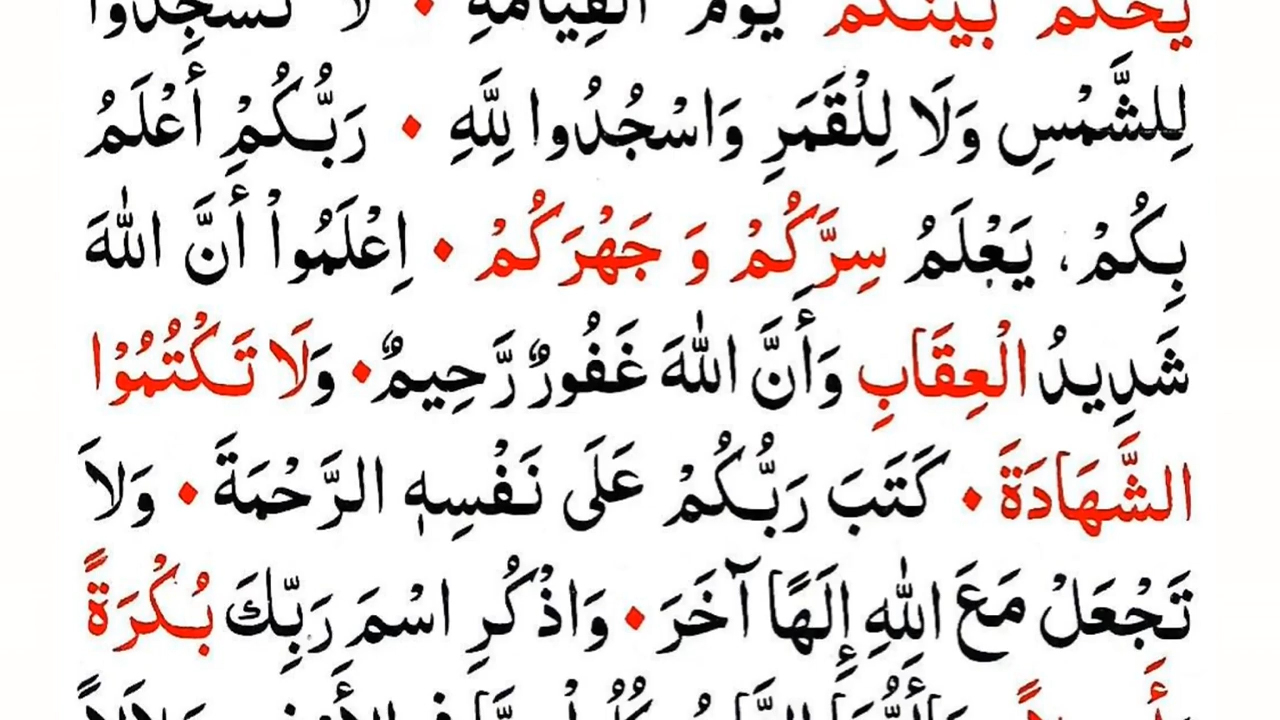 يَحْكُمُ بَيْنَكُمْ يَوْمَ الْقِيَامَةِ • لَا تَسْجُدُوا
لِلشَّمْسِ وَلَا لِلْقَمَرِ وَاسْجُدُوا لِلَّهِ • رَبُّكُمْ أَعْلَمُ
بِكُمْ، يَعْلَمُ سِرَّكُمْ وَ جَهْرَكُمْ • اِعْلَمُواْ أَنَّ اللهَ
شَدِيدُ الْعِقَابِ وَأَنَّ اللهَ غَفُورٌ رَّحِيمٌ • وَلَا تَكْتُمُوْا
الشَّهَادَةَ • كَتَبَ رَبُّكُمْ عَلَى نَفْسِهِ الرَّحْمَةَ • وَلاَ
تَجْعَلْ مَعَ اللهِ إِلَهًا آخَرَ • وَاذْكُرِ اسْمَ رَبِّكَ بُكْرَةً